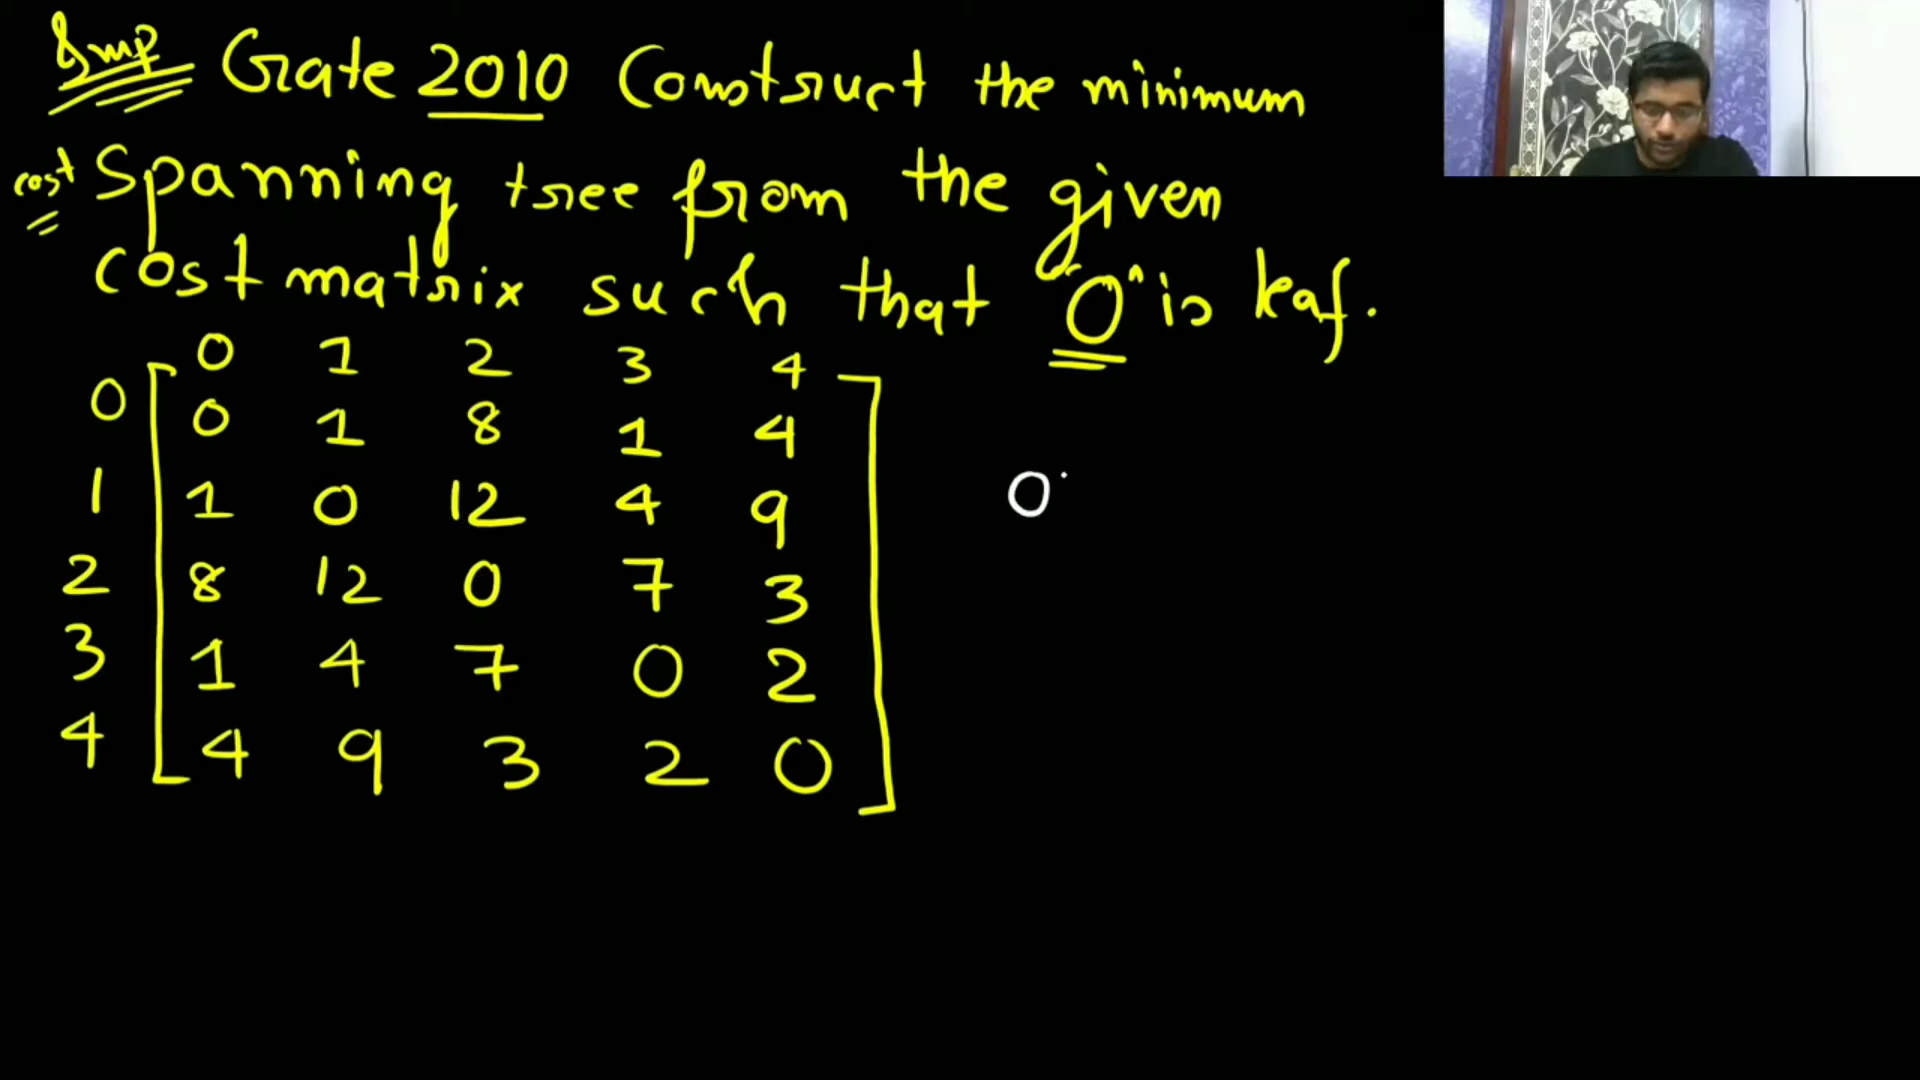 Imp Gate 2010 Construct the minimum
cost Spanning tree from the given
cost matrix such that "0" is leaf.
0 1 2 3 4
0 0 1 8 1 4
1 1 0 12 4 9
2 8 12 0 7 3
3 1 4 7 0 2
4 4 9 3 2 0
0